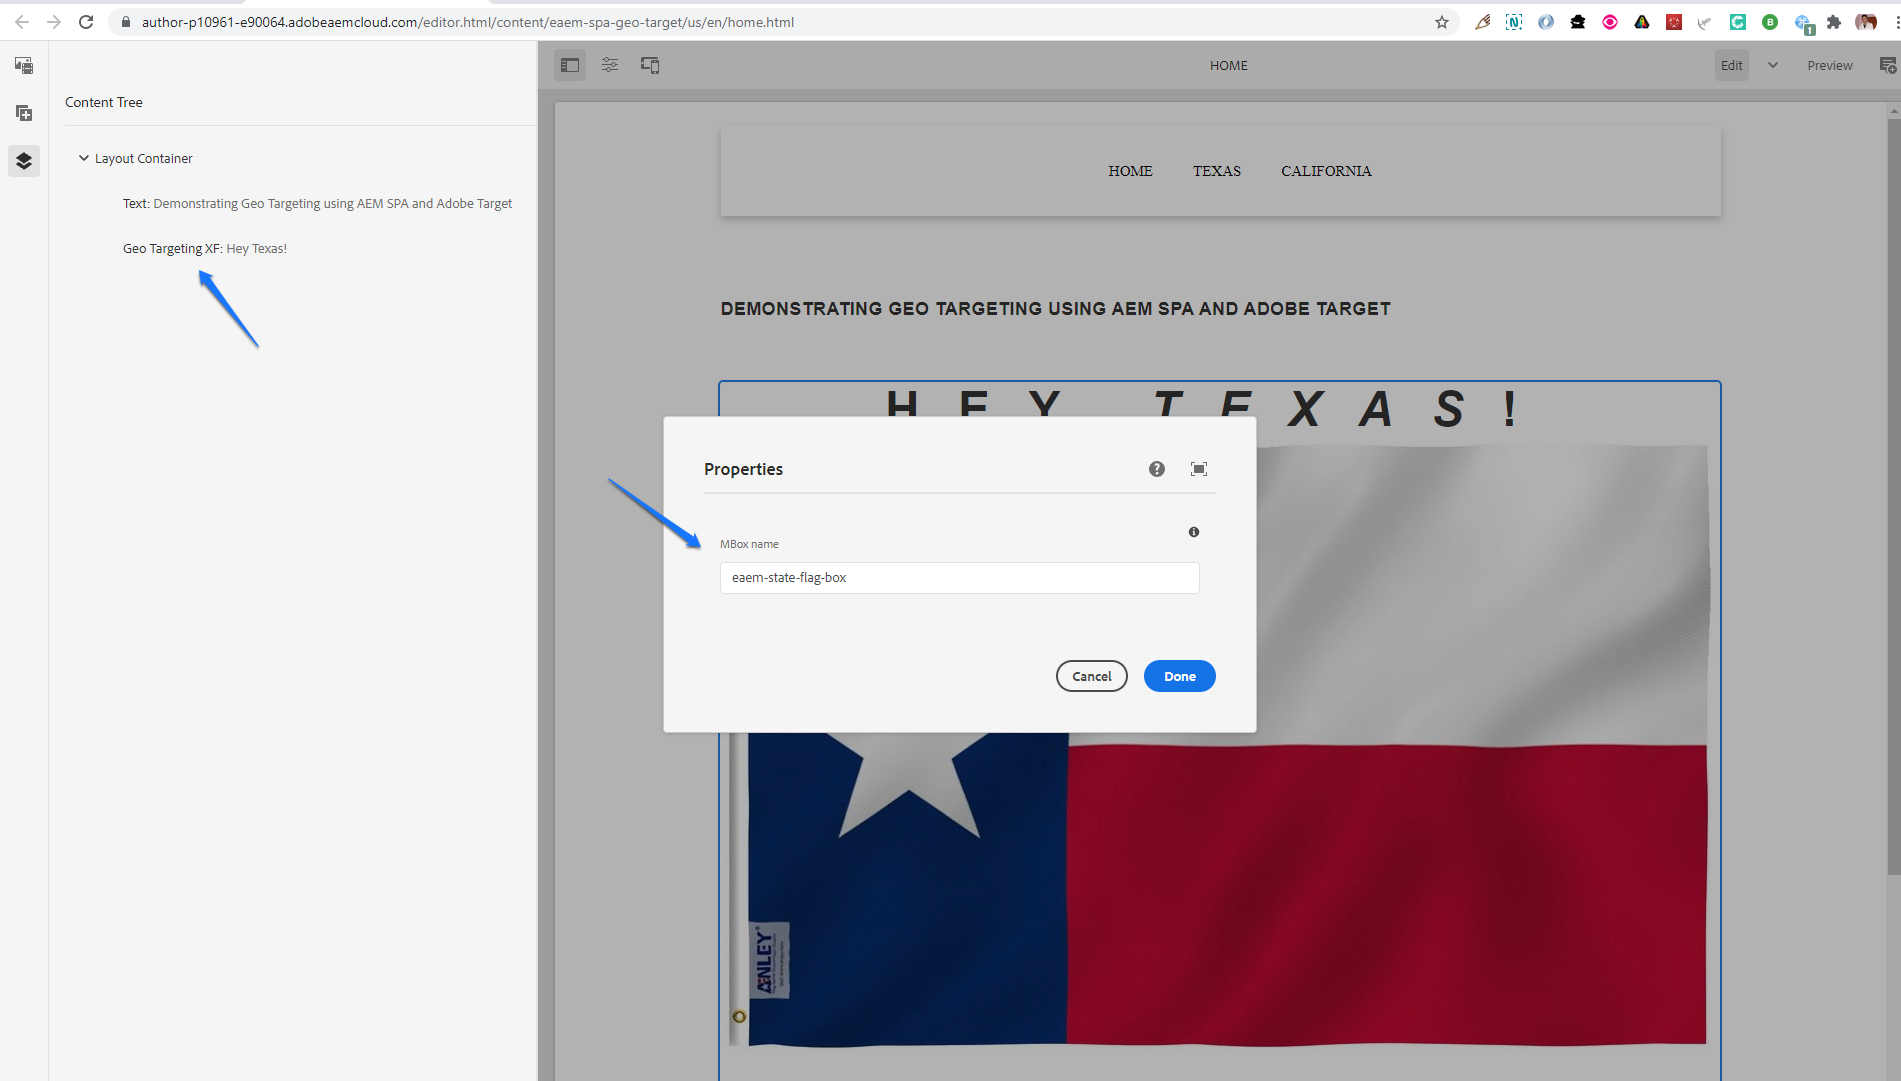 author-p10961-e90064.adobeaemcloud.com/editor.html/content/eaem-spa-geo-target/us/en/home.html
N
B
1
HOME
Edit
Preview
Content Tree
Layout Container
Text: Demonstrating Geo Targeting using AEM SPA and Adobe Target
Geo Targeting XF: Hey Texas!
HOME TEXAS CALIFORNIA
DEMONSTRATING GEO TARGETING USING AEM SPA AND ADOBE TARGET
HEY TEXAS!
Properties
MBox name
eaem-state-flag-box
Cancel
Done
ANLEY